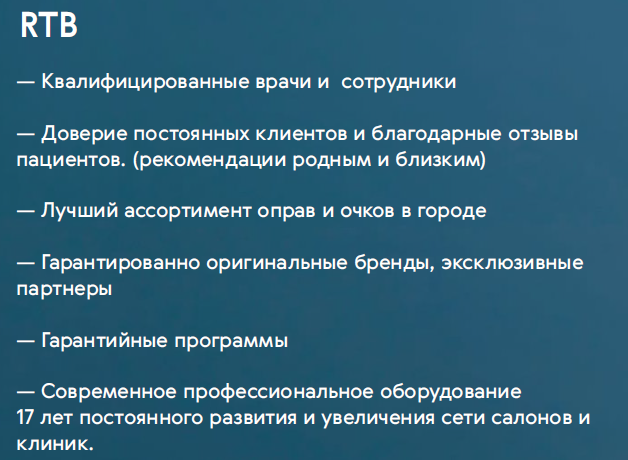 RTB
— Квалифицированные врачи и  сотрудники
— Доверие постоянных клиентов и благодарные отзывы
пациентов. (рекомендации родным и близким)
— Лучший ассортимент оправ и очков в городе
— Гарантированно оригинальные бренды, эксклюзивные
партнеры
— Гарантийные программы
— Современное профессиональное оборудование
17 лет постоянного развития и увеличения сети салонов и
клиник.